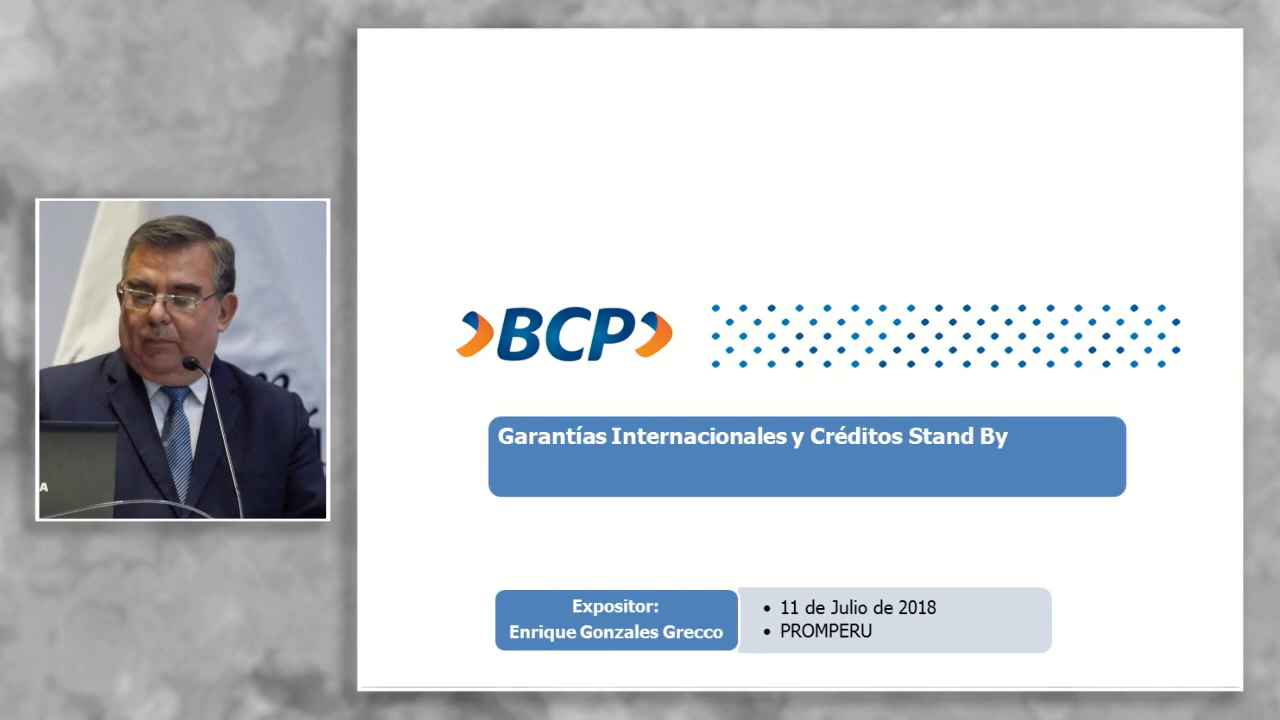 BCP
Garantías Internacionales y Créditos Stand By
Expositor:
Enrique Gonzales Grecco
• 11 de Julio de 2018
• PROMPERU
A